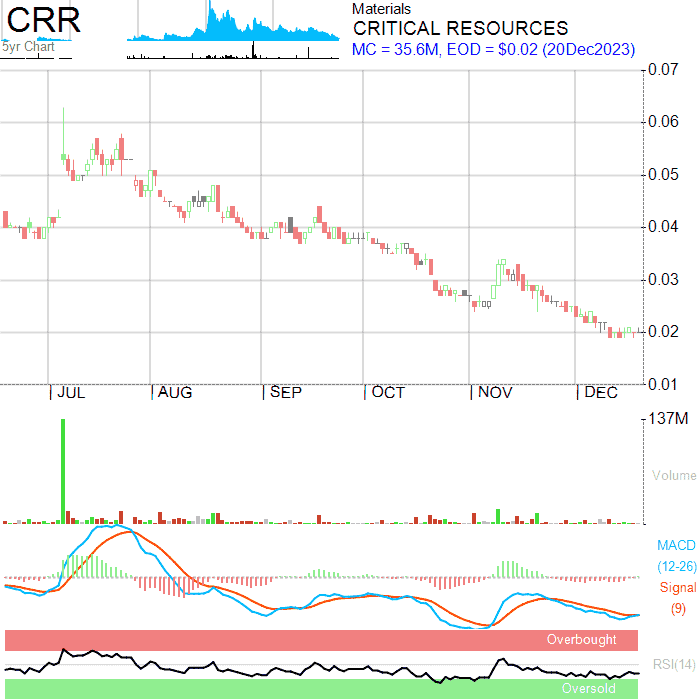 CRR
5yr Chart
Materials
CRITICAL RESOURCES
MC = 35.6M, EOD = $0.02 (20Dec2023)
0.07
0.06
0.05
0.04
0.03
0.02
0.01
JUL AUG SEP OCT NOV DEC
137M
Volume
MACD
(12-26)
Signal
(9)
Overbought
RSI(14)
Oversold